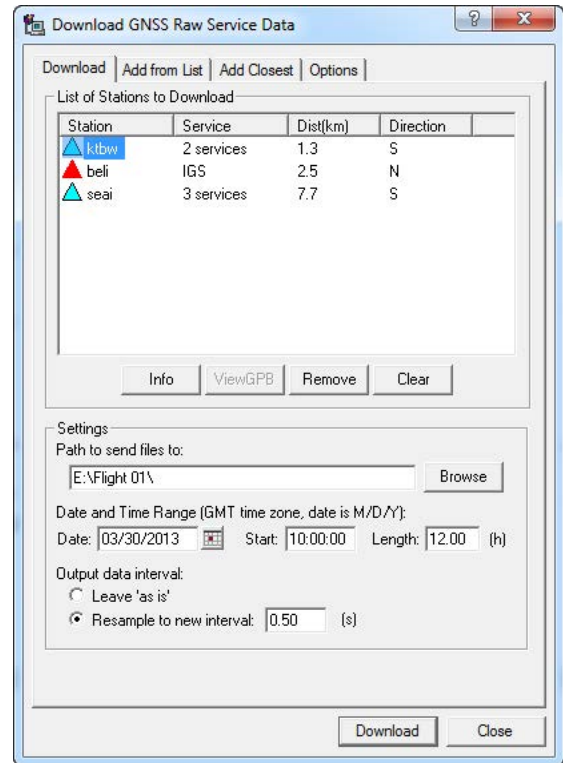 Download GNSS Raw Service Data
Download Add from List Add Closest Options
List of Stations to Download
Station Service Dist(km) Direction
ktbw 2 services 1.3 S
beli IGS 2.5 N
seai 3 services 7.7 S
Info ViewGPB Remove Clear
Settings
Path to send files to:
E:\Flight 01\ Browse
Date and Time Range (GMT time zone, date is M/D/Y):
Date: 03/30/2013 Start: 10:00:00 Length: 12.00 (h)
Output data interval:
Leave 'as is'
Resample to new interval: 0.50 (s)
Download Close